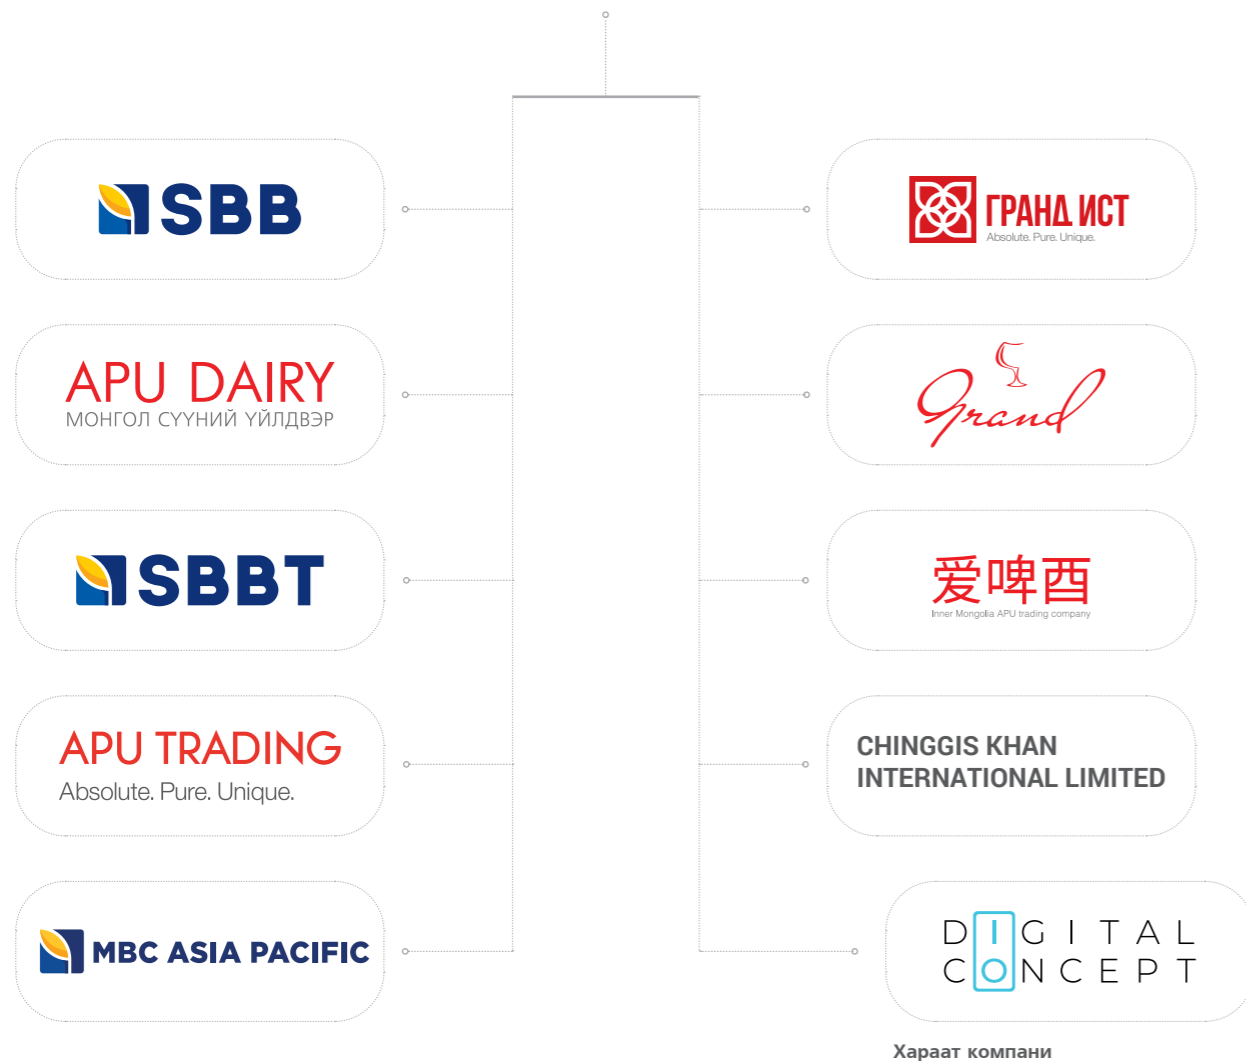 SBB
APU DAIRY
МОНГОЛ СҮҮНИЙ ҮЙЛДВЭР
SBBT
APU TRADING
Absolute. Pure. Unique.
MBC ASIA PACIFIC
ГРАНД ИСТ
Absolute. Pure. Unique.
Grand
爱啤酉
Inner Mongolia APU trading company
CHINGGIS KHAN
INTERNATIONAL LIMITED
DIGITAL
CONCEPT
Хараат компани